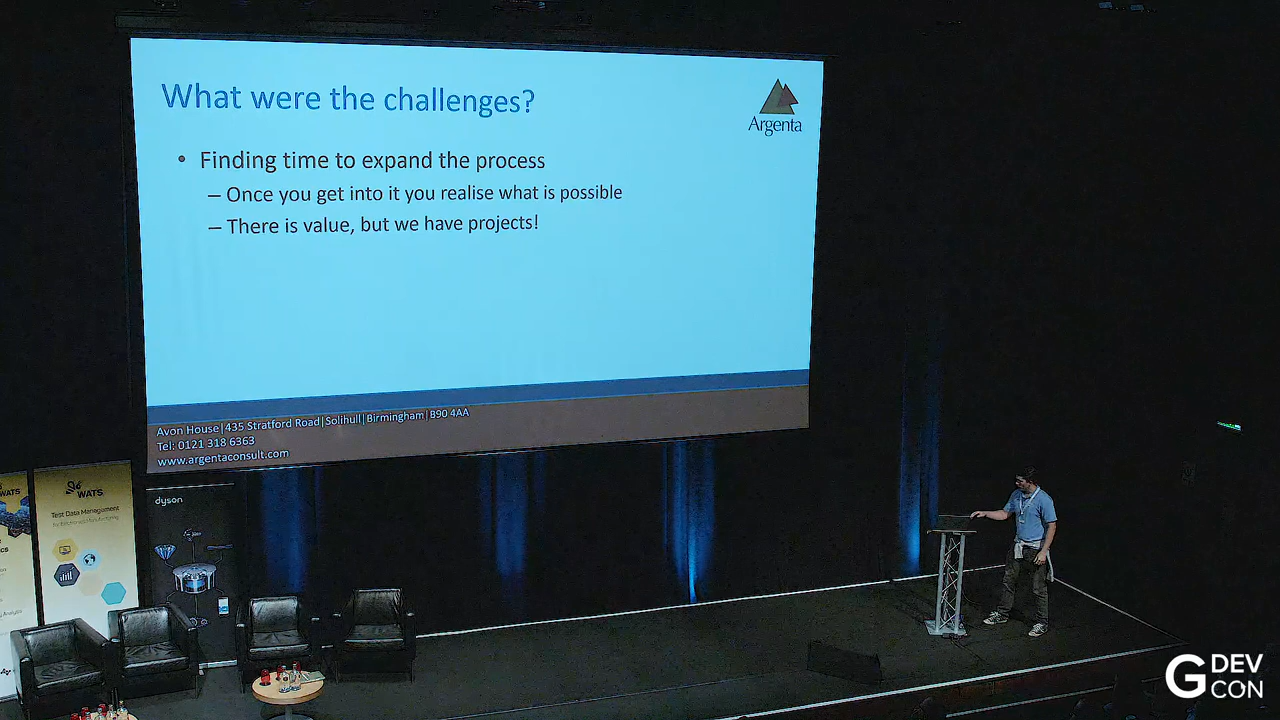 What were the challenges?
Argenta
• Finding time to expand the process
– Once you get into it you realise what is possible
– There is value, but we have projects!
Avon House|435 Stratford Road|Solihull|Birmingham|B90 4AA
Tel: 0121 318 6363
www.argentaconsult.com
WATS
WATS
Test Data Management
dyson
G DEV
CON